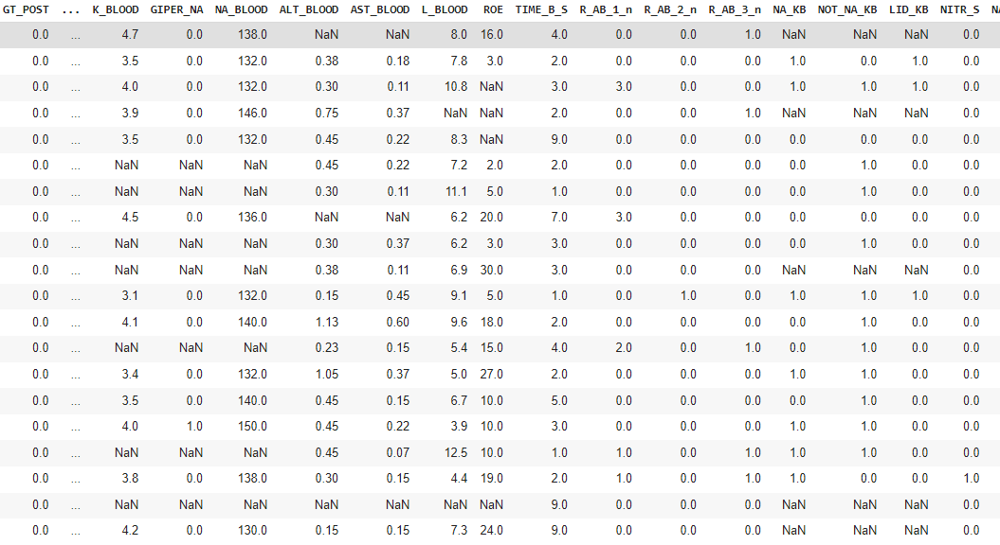 GT_POST ... K_BLOOD GIPER_NA NA_BLOOD ALT_BLOOD AST_BLOOD L_BLOOD ROE TIME_B_S R_AB_1_n R_AB_2_n R_AB_3_n NA_KB NOT_NA_KB LID_KB NITR_S
0.0 ... 4.7 0.0 138.0 NaN NaN 8.0 16.0 4.0 0.0 0.0 1.0 NaN NaN NaN 0.0
0.0 ... 3.5 0.0 132.0 0.38 0.18 7.8 3.0 2.0 0.0 0.0 0.0 1.0 0.0 1.0 0.0
0.0 ... 4.0 0.0 132.0 0.30 0.11 10.8 NaN 3.0 3.0 0.0 0.0 1.0 1.0 1.0 0.0
0.0 ... 3.9 0.0 146.0 0.75 0.37 NaN NaN 2.0 0.0 0.0 1.0 NaN NaN NaN 0.0
0.0 ... 3.5 0.0 132.0 0.45 0.22 8.3 NaN 9.0 0.0 0.0 0.0 0.0 0.0 0.0 0.0
0.0 ... NaN NaN NaN 0.45 0.22 7.2 2.0 2.0 0.0 0.0 0.0 0.0 1.0 0.0 0.0
0.0 ... NaN NaN NaN 0.30 0.11 11.1 5.0 1.0 0.0 0.0 0.0 0.0 1.0 0.0 0.0
0.0 ... 4.5 0.0 136.0 NaN NaN 6.2 20.0 7.0 3.0 0.0 0.0 0.0 0.0 0.0 0.0
0.0 ... NaN NaN NaN 0.30 0.37 6.2 3.0 3.0 0.0 0.0 0.0 0.0 1.0 0.0 0.0
0.0 ... NaN NaN NaN 0.38 0.11 6.9 30.0 3.0 0.0 0.0 0.0 NaN NaN NaN 0.0
0.0 ... 3.1 0.0 132.0 0.15 0.45 9.1 5.0 1.0 0.0 1.0 0.0 1.0 1.0 1.0 0.0
0.0 ... 4.1 0.0 140.0 1.13 0.60 9.6 18.0 2.0 0.0 0.0 0.0 1.0 1.0 0.0 0.0
0.0 ... NaN NaN NaN 0.23 0.15 5.4 15.0 4.0 2.0 0.0 1.0 0.0 1.0 0.0 0.0
0.0 ... 3.4 0.0 132.0 1.05 0.37 5.0 27.0 2.0 0.0 0.0 0.0 1.0 1.0 0.0 0.0
0.0 ... 3.5 0.0 140.0 0.45 0.15 6.7 10.0 5.0 0.0 0.0 0.0 0.0 1.0 0.0 0.0
0.0 ... 4.0 1.0 150.0 0.45 0.22 3.9 10.0 3.0 0.0 0.0 0.0 1.0 1.0 0.0 0.0
0.0 ... NaN NaN NaN 0.45 0.07 12.5 10.0 1.0 1.0 0.0 1.0 1.0 1.0 1.0 0.0
0.0 ... 3.8 0.0 138.0 0.30 0.15 4.4 19.0 2.0 1.0 0.0 1.0 1.0 0.0 0.0 1.0
0.0 ... NaN NaN NaN NaN NaN NaN NaN 9.0 0.0 0.0 0.0 NaN NaN NaN 0.0
0.0 ... 4.2 0.0 130.0 0.15 0.15 7.3 24.0 9.0 0.0 0.0 0.0 NaN NaN NaN 0.0